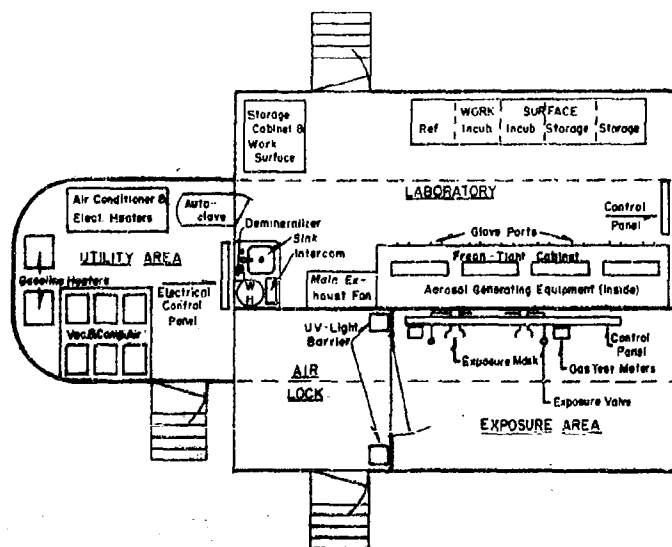 Storage
Cabinet &
Work
Surface
WORK SURFACE
Ref Incub Incub Storage Storage
Air Conditioner &
Elect. Heaters
Auto-
clave
LABORATORY
Control
Panel
Demineralizer
Sink
Intercom
Glove Ports
UTILITY AREA
Freon-Tight Cabinet
Gasoline Heaters
W
H
Main Ex-
haust Fan
Aerosol Generating Equipment (Inside)
Electrical
Control
Panel
Vac. & Comp. Air
UV-Light
Barrier
Control
Panel
Exposure Mask
Gas Test Meters
AIR
LOCK
Exposure Valve
EXPOSURE AREA